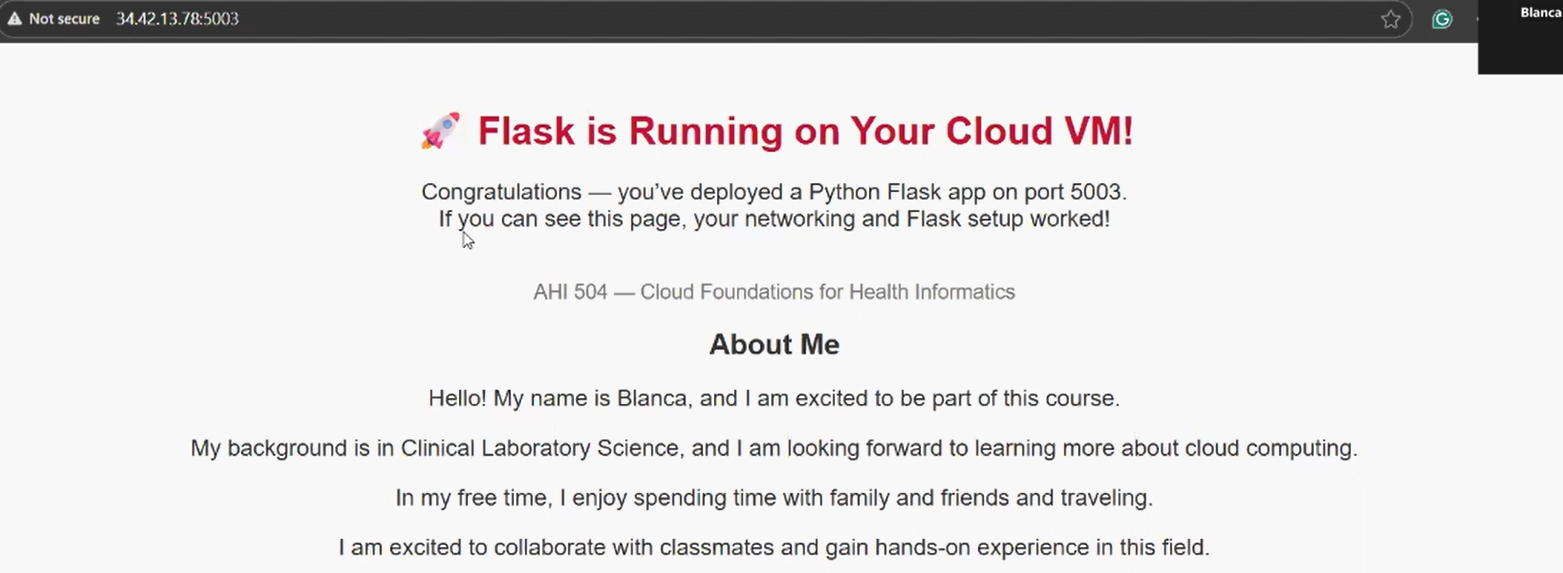 Not secure 34.42.13.78:5003
Blanca
🚀 Flask is Running on Your Cloud VM!
Congratulations — you’ve deployed a Python Flask app on port 5003.
If you can see this page, your networking and Flask setup worked!
AHI 504 — Cloud Foundations for Health Informatics
About Me
Hello! My name is Blanca, and I am excited to be part of this course.
My background is in Clinical Laboratory Science, and I am looking forward to learning more about cloud computing.
In my free time, I enjoy spending time with family and friends and traveling.
I am excited to collaborate with classmates and gain hands-on experience in this field.